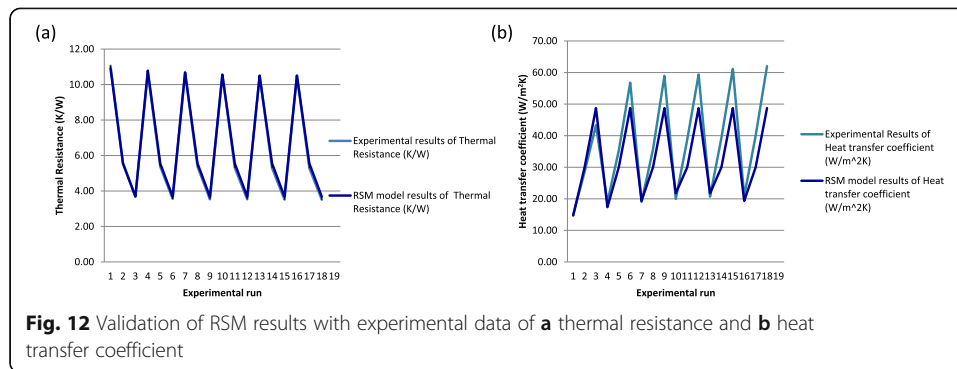 (a)
12.00
10.00
8.00
6.00
4.00
2.00
0.00
Thermal Resistance (K/W)
1 2 3 4 5 6 7 8 9 10 11 12 13 14 15 16 17 18 19
Experimental run
Experimental results of Thermal
Resistance (K/W)
RSM model results of Thermal
Resistance (K/W)
(b)
70.00
60.00
50.00
40.00
30.00
20.00
10.00
0.00
Heat transfer coefficient (W/m²K)
1 2 3 4 5 6 7 8 9 10 11 12 13 14 15 16 17 18 19
Experimental run
Experimental Results of
Heat transfer coefficient
(W/m^2K)
RSM model results of Heat
transfer coefficient
(W/m^2K)
Fig. 12 Validation of RSM results with experimental data of a thermal resistance and b heat
transfer coefficient